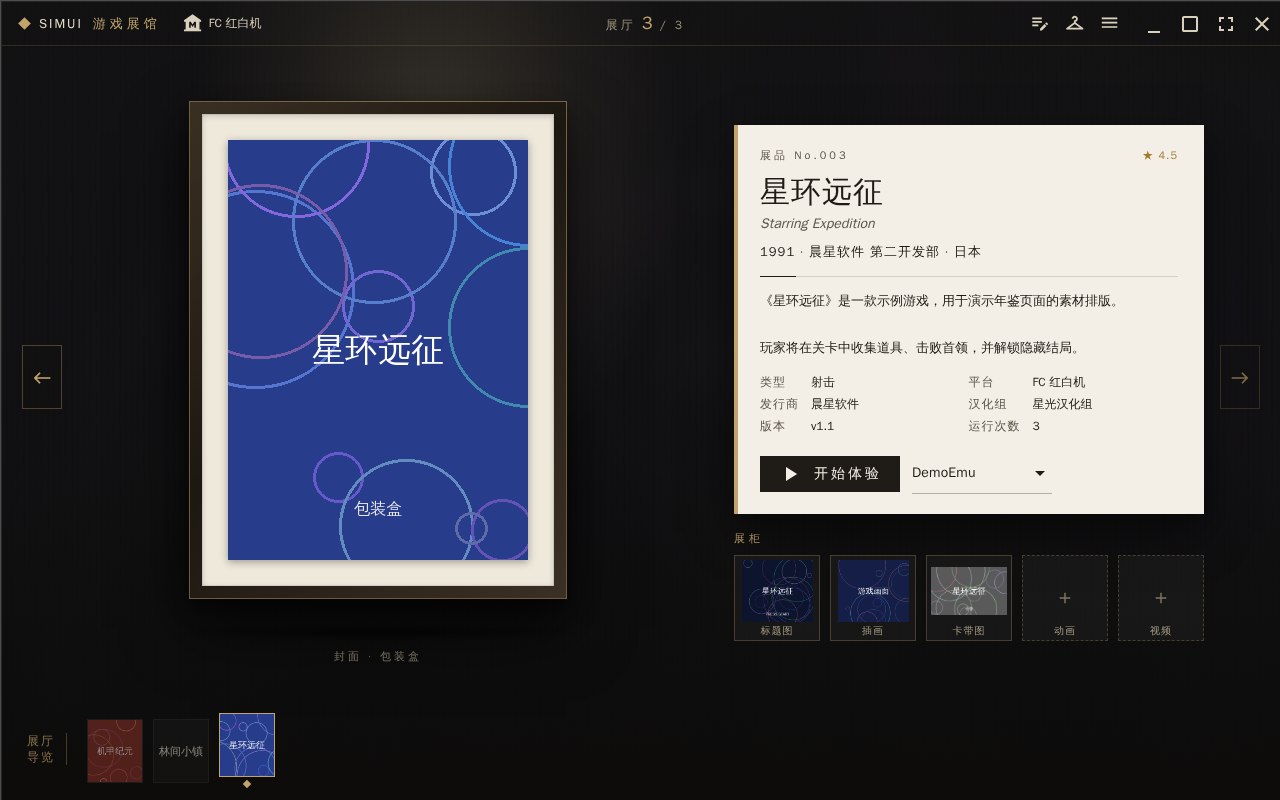 SIMUI 游戏展馆
FC 红白机
展厅 3 / 3
星环远征
包装盒
封面 · 包装盒
展品 No.003
★ 4.5
星环远征
Starring Expedition
1991 · 晨星软件 第二开发部 · 日本
《星环远征》是一款示例游戏，用于演示年鉴页面的素材排版。
玩家将在关卡中收集道具、击败首领，并解锁隐藏结局。
类型 射击
平台 FC 红白机
发行商 晨星软件
汉化组 星光汉化组
版本 v1.1
运行次数 3
开始体验
DemoEmu
展柜
星环远征
标题图
游戏画面
插画
星环远征
卡带图
+
动画
+
视频
展厅
导览
机甲纪元
林间小镇
星环远征